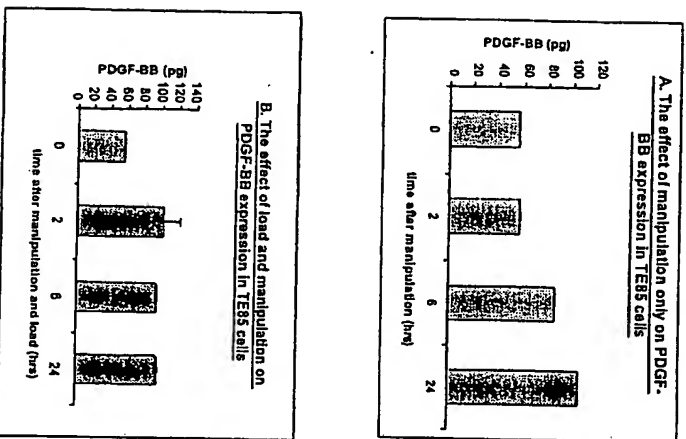 A. The effect of manipulation only on PDGF-
BB expression in TE85 cells
PDGF-BB (pg)
120
100
80
60
40
20
0
0
2
6
24
time after manipulation (hrs)
B. The effect of load and manipulation on
PDGF-BB expression in TE85 cells
PDGF-BB (pg)
140
120
100
80
60
40
20
0
0
2
6
24
time after manipulation and load (hrs)